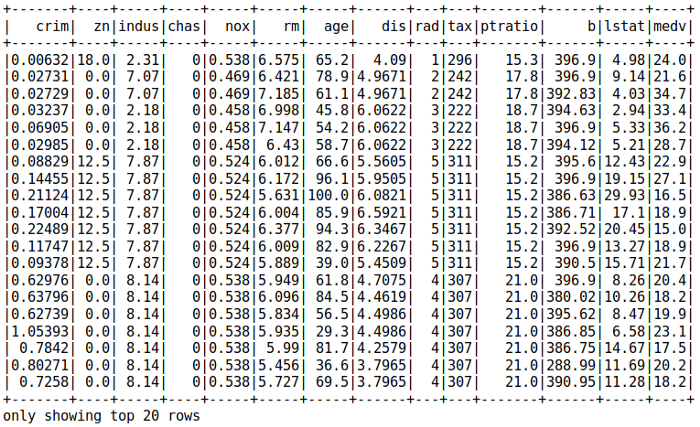 +-------+----+-----+----+-----+-----+-----+------+---+---+-------+------+-----+----+
|   crim|  zn|indus|chas|  nox|   rm|  age|   dis|rad|tax|ptratio|     b|lstat|medv|
+-------+----+-----+----+-----+-----+-----+------+---+---+-------+------+-----+----+
|0.00632|18.0| 2.31|   0|0.538|6.575| 65.2|  4.09|  1|296|   15.3| 396.9| 4.98|24.0|
|0.02731| 0.0| 7.07|   0|0.469|6.421| 78.9|4.9671|  2|242|   17.8| 396.9| 9.14|21.6|
|0.02729| 0.0| 7.07|   0|0.469|7.185| 61.1|4.9671|  2|242|   17.8|392.83| 4.03|34.7|
|0.03237| 0.0| 2.18|   0|0.458|6.998| 45.8|6.0622|  3|222|   18.7|394.63| 2.94|33.4|
|0.06905| 0.0| 2.18|   0|0.458|7.147| 54.2|6.0622|  3|222|   18.7| 396.9| 5.33|36.2|
|0.02985| 0.0| 2.18|   0|0.458| 6.43| 58.7|6.0622|  3|222|   18.7|394.12| 5.21|28.7|
|0.08829|12.5| 7.87|   0|0.524|6.012| 66.6|5.5605|  5|311|   15.2| 395.6|12.43|22.9|
|0.14455|12.5| 7.87|   0|0.524|6.172| 96.1|5.9505|  5|311|   15.2| 396.9|19.15|27.1|
|0.21124|12.5| 7.87|   0|0.524|5.631|100.0|6.0821|  5|311|   15.2|386.63|29.93|16.5|
|0.17004|12.5| 7.87|   0|0.524|6.004| 85.9|6.5921|  5|311|   15.2|386.71| 17.1|18.9|
|0.22489|12.5| 7.87|   0|0.524|6.377| 94.3|6.3467|  5|311|   15.2|392.52|20.45|15.0|
|0.11747|12.5| 7.87|   0|0.524|6.009| 82.9|6.2267|  5|311|   15.2| 396.9|13.27|18.9|
|0.09378|12.5| 7.87|   0|0.524|5.889| 39.0|5.4509|  5|311|   15.2| 390.5|15.71|21.7|
|0.62976| 0.0| 8.14|   0|0.538|5.949| 61.8|4.7075|  4|307|   21.0| 396.9| 8.26|20.4|
|0.63796| 0.0| 8.14|   0|0.538|6.096| 84.5|4.4619|  4|307|   21.0|380.02|10.26|18.2|
|0.62739| 0.0| 8.14|   0|0.538|5.834| 56.5|4.4986|  4|307|   21.0|395.62| 8.47|19.9|
|1.05393| 0.0| 8.14|   0|0.538|5.935| 29.3|4.4986|  4|307|   21.0|386.85| 6.58|23.1|
| 0.7842| 0.0| 8.14|   0|0.538| 5.99| 81.7|4.2579|  4|307|   21.0|386.75|14.67|17.5|
|0.80271| 0.0| 8.14|   0|0.538|5.456| 36.6|3.7965|  4|307|   21.0|288.99|11.69|20.2|
| 0.7258| 0.0| 8.14|   0|0.538|5.727| 69.5|3.7965|  4|307|   21.0|390.95|11.28|18.2|
+-------+----+-----+----+-----+-----+-----+------+---+---+-------+------+-----+----+
only showing top 20 rows